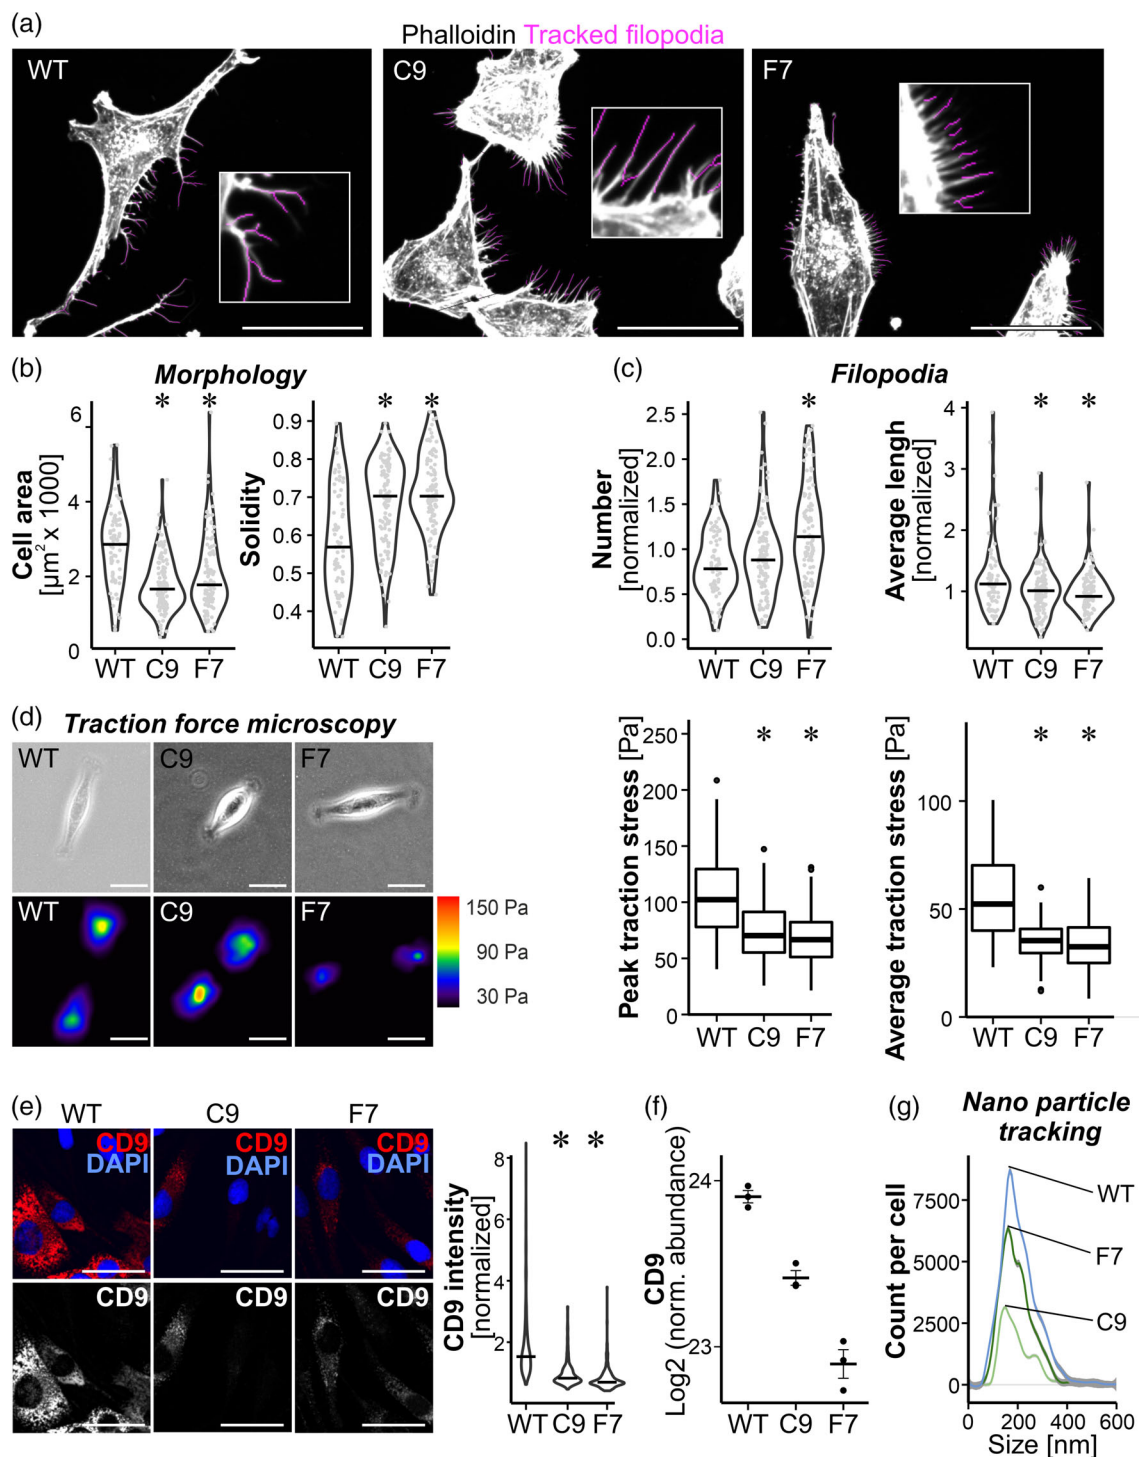 (a)
Phalloidin Tracked filopodia
WT
C9
F7
(b)
Morphology
Cell area
[µm² x 1000]
6
4
2
0
WT C9 F7
* *
Solidity
0.9
0.8
0.7
0.6
0.5
0.4
WT C9 F7
* *
(c)
Filopodia
Number
[normalized]
2.5
2.0
1.5
1.0
0.5
0.0
WT C9 F7
*
Average lengh
[normalized]
4
3
2
1
WT C9 F7
* *
(d)
Traction force microscopy
WT
C9
F7
WT
C9
F7
150 Pa
90 Pa
30 Pa
Peak traction stress [Pa]
250
200
150
100
50
0
WT C9 F7
* *
Average traction stress [Pa]
100
50
0
WT C9 F7
* *
(e)
WT
C9
F7
CD9
DAPI
CD9
DAPI
CD9
DAPI
CD9
CD9
CD9
CD9 intensity
[normalized]
8
6
4
2
WT C9 F7
* *
(f)
CD9
Log2 (norm. abundance)
24
23
WT C9 F7
(g)
Nano particle
tracking
Count per cell
7500
5000
2500
0
WT
F7
C9
0 200 400 600
Size [nm]